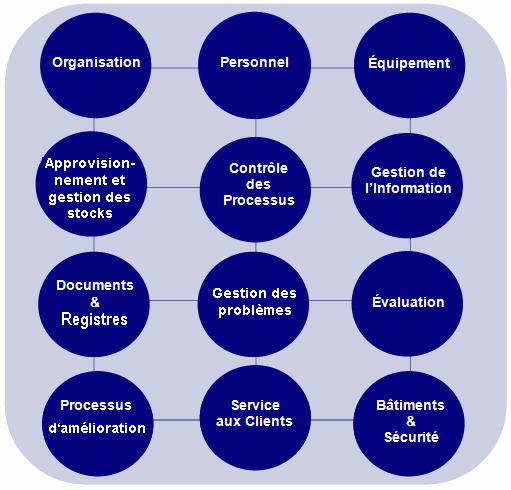 Organisation
Personnel
Équipement
Approvision-
nement et
gestion des
stocks
Contrôle
des
Processus
Gestion de
l'Information
Documents
&
Registres
Gestion des
problèmes
Évaluation
Processus
d'amélioration
Service
aux Clients
Bâtiments
&
Sécurité